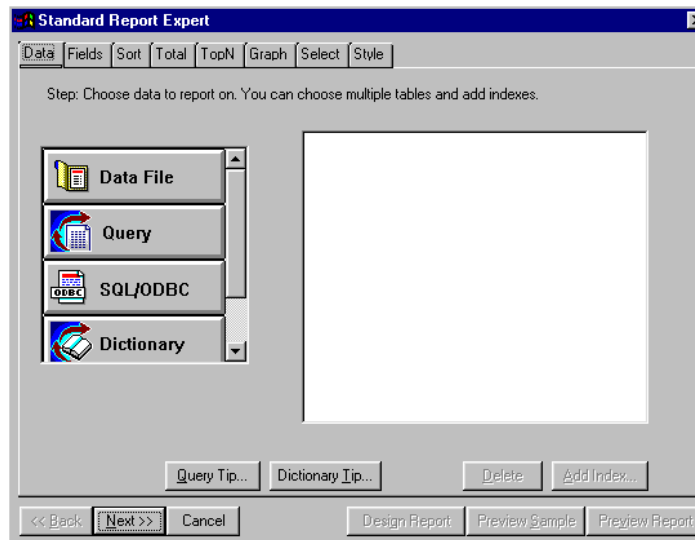 Standard Report Expert
Data Fields Sort Total TopN Graph Select Style
Step: Choose data to report on. You can choose multiple tables and add indexes.
Data File
Query
ODBC SQL/ODBC
Dictionary
Query Tip... Dictionary Tip... Delete Add Index...
<< Back Next >> Cancel Design Report Preview Sample Preview Report